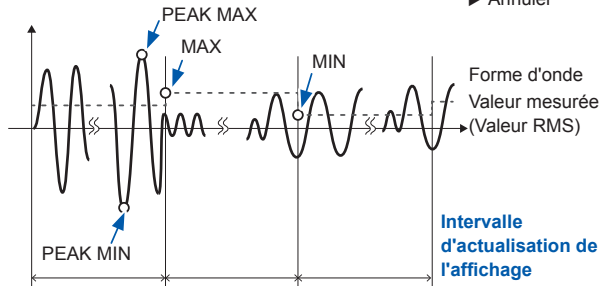 ▶ Annuler
PEAK MAX
MAX
MIN
Forme d'onde
Valeur mesurée
(Valeur RMS)
PEAK MIN
Intervalle
d'actualisation de
l'affichage